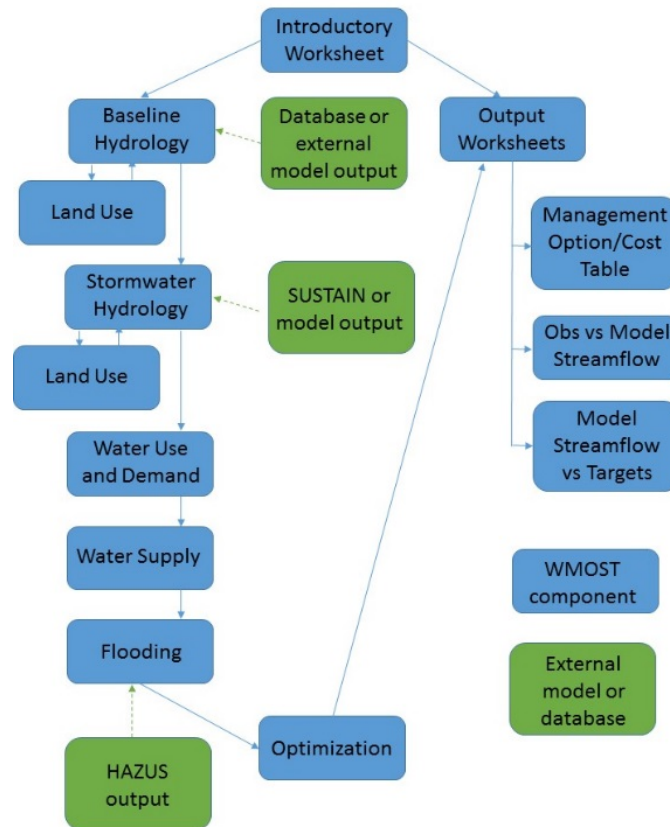 Introductory
Worksheet
Baseline
Hydrology
Database or
external
model output
Output
Worksheets
Land Use
Management
Option/Cost
Table
Stormwater
Hydrology
SUSTAIN or
model output
Obs vs Model
Streamflow
Land Use
Model
Streamflow
vs Targets
Water Use
and Demand
Water Supply
WMOST
component
Flooding
External
model or
database
Optimization
HAZUS
output